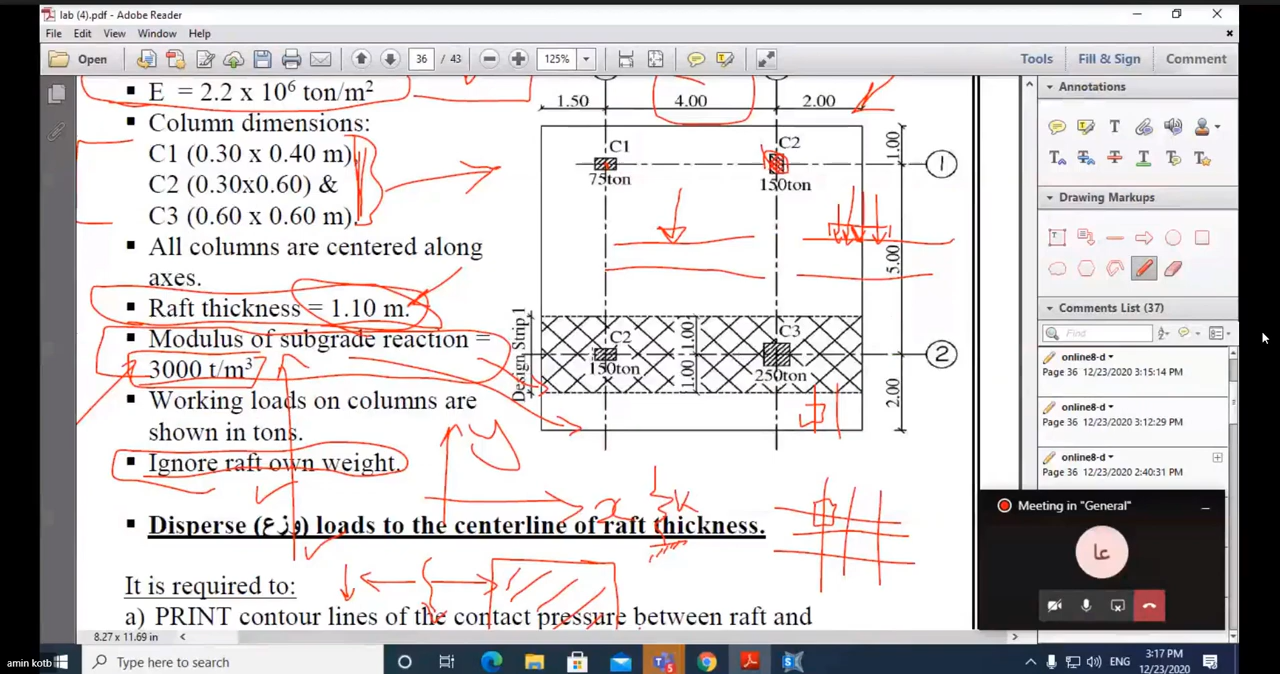 lab (4).pdf - Adobe Reader
File Edit View Window Help
Open
36 / 43
125%
Tools Fill & Sign Comment
E = 2.2 x 10⁶ ton/m²
Column dimensions:
C1 (0.30 x 0.40 m)
C2 (0.30x0.60) &
C3 (0.60 x 0.60 m).
All columns are centered along
axes.
Raft thickness = 1.10 m.
Modulus of subgrade reaction =
3000 t/m³
Working loads on columns are
shown in tons.
Ignore raft own weight.
Disperse (فزع) loads to the centerline of raft thickness.
It is required to:
a) PRINT contour lines of the contact pressure between raft and
1.50 4.00 2.00
C1
75ton
C2
150ton
1
1.00
5.00
2.00
Design Strip 1
C2
150ton
1.00
1.00
C3
250ton
2
y
x
K
8.27 x 11.69 in
Annotations
Drawing Markups
Comments List (37)
Find
online8-d
Page 36 12/23/2020 3:15:14 PM
online8-d
Page 36 12/23/2020 3:12:29 PM
online8-d
Page 36 12/23/2020 2:40:31 PM
Meeting in "General"
عا
amin kotb
Type here to search
ENG
3:17 PM
12/23/2020